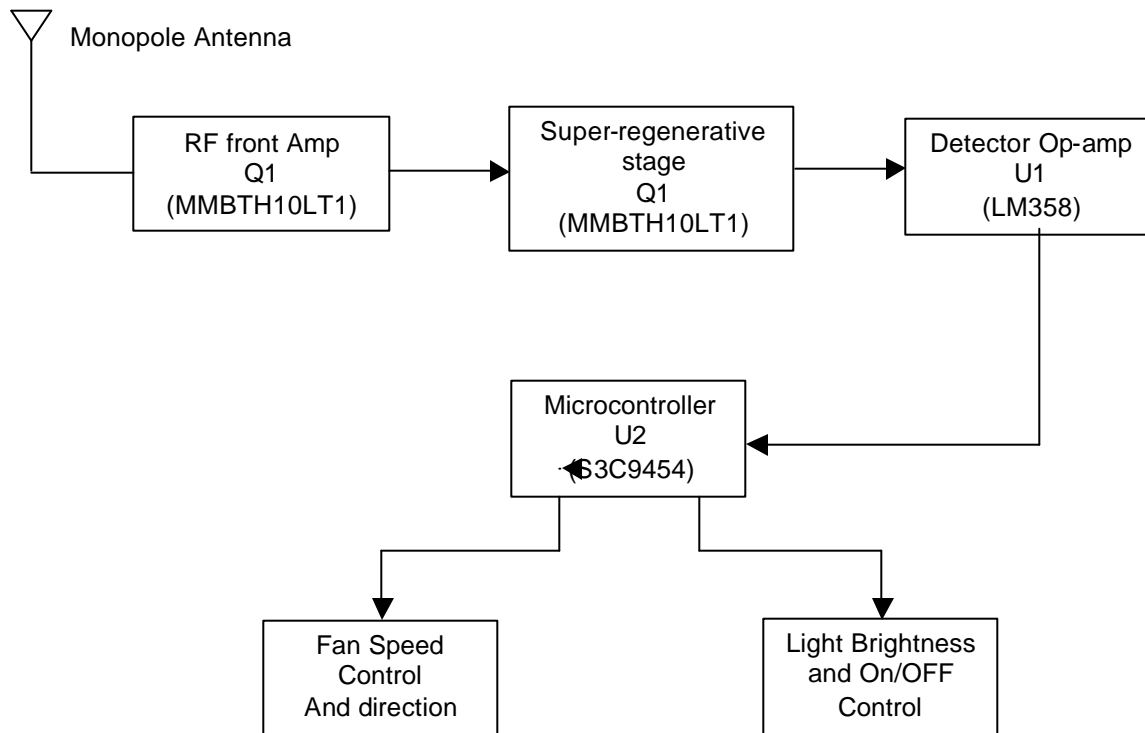 Monopole Antenna
RF front Amp
Q1
(MMBTH10LT1)
Super-regenerative
stage
Q1
(MMBTH10LT1)
Detector Op-amp
U1
(LM358)
Microcontroller
U2
(S3C9454)
Fan Speed
Control
And direction
Light Brightness
and On/OFF
Control